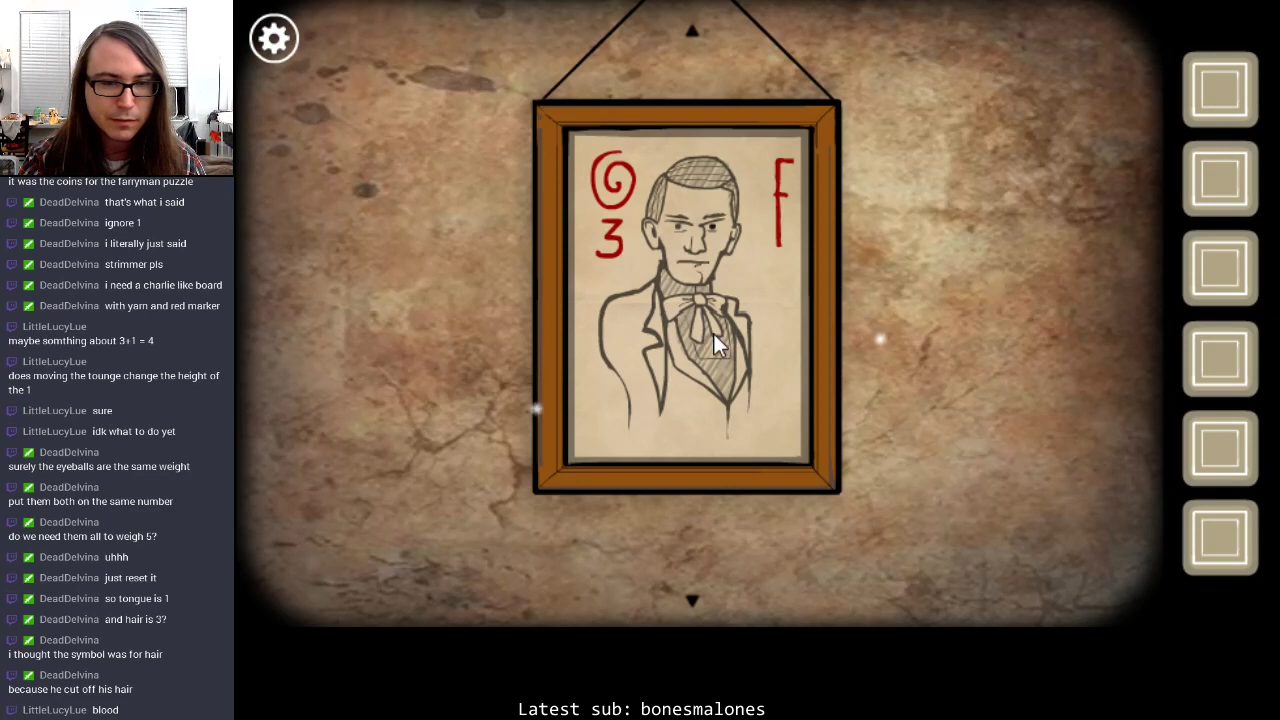 it was the coins for the farryman puzzle
DeadDelvina that's what i said
DeadDelvina ignore 1
DeadDelvina i literally just said
DeadDelvina strimmer pls
DeadDelvina i need a charlie like board
DeadDelvina with yarn and red marker
LittleLucyLue
maybe somthing about 3+1 = 4
LittleLucyLue
does moving the tounge change the height of
the 1
LittleLucyLue sure
LittleLucyLue idk what to do yet
DeadDelvina
surely the eyeballs are the same weight
DeadDelvina
put them both on the same number
DeadDelvina
do we need them all to weigh 5?
DeadDelvina uhhh
DeadDelvina just reset it
DeadDelvina so tongue is 1
DeadDelvina and hair is 3?
DeadDelvina
i thought the symbol was for hair
DeadDelvina
because he cut off his hair
LittleLucyLue blood
3
F
Latest sub: bonesmalones